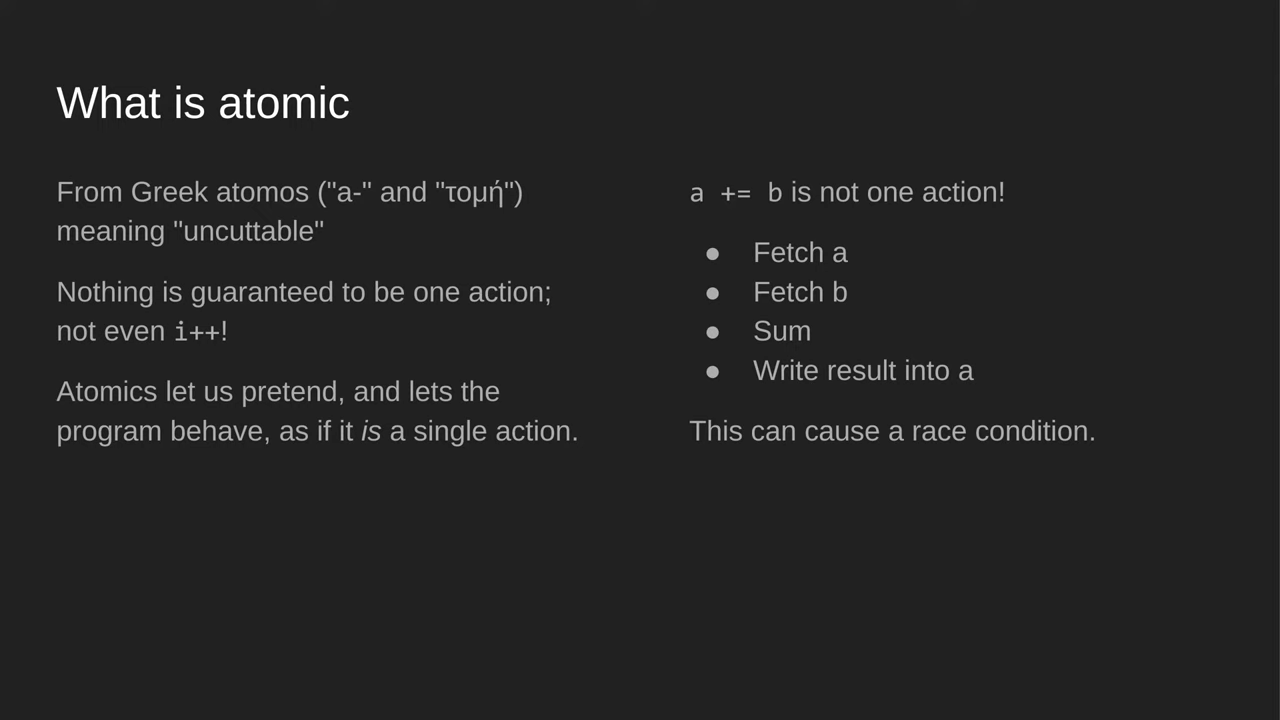 What is atomic
From Greek atomos ("a-" and "τομή")
meaning "uncuttable"
Nothing is guaranteed to be one action;
not even i++!
Atomics let us pretend, and lets the
program behave, as if it is a single action.
a += b is not one action!
● Fetch a
● Fetch b
● Sum
● Write result into a
This can cause a race condition.